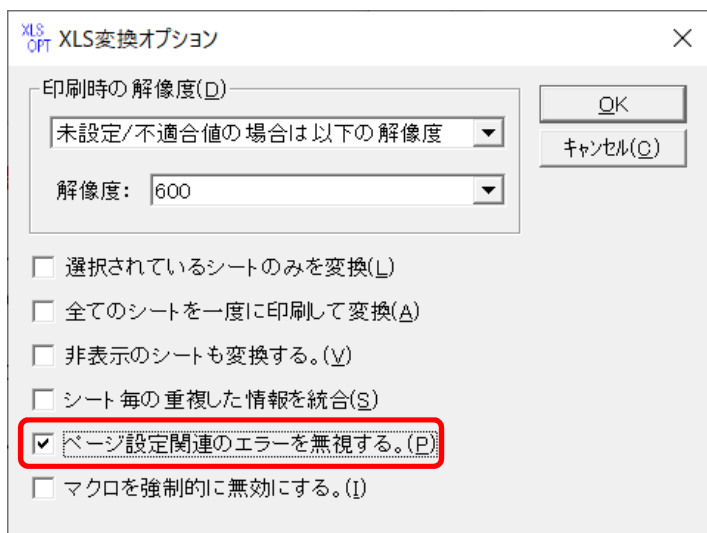 XLS OPT XLS変換オプション
印刷時の解像度(D)
OK
未設定/不適合値の場合は以下の解像度
キャンセル(C)
解像度: 600
選択されているシートのみを変換(L)
全てのシートを一度に印刷して変換(A)
非表示のシートも変換する。(V)
シート毎の重複した情報を統合(S)
ページ設定関連のエラーを無視する。(P)
マクロを強制的に無効にする。(I)